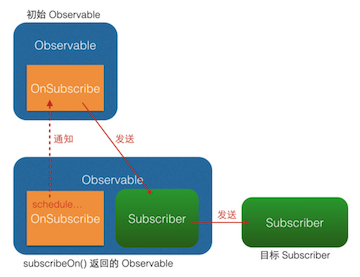 初始 Observable
Observable
OnSubscribe
通知
发送
Observable
schedule...
OnSubscribe
Subscriber
发送
Subscriber
subscribeOn() 返回的 Observable
目标 Subscriber